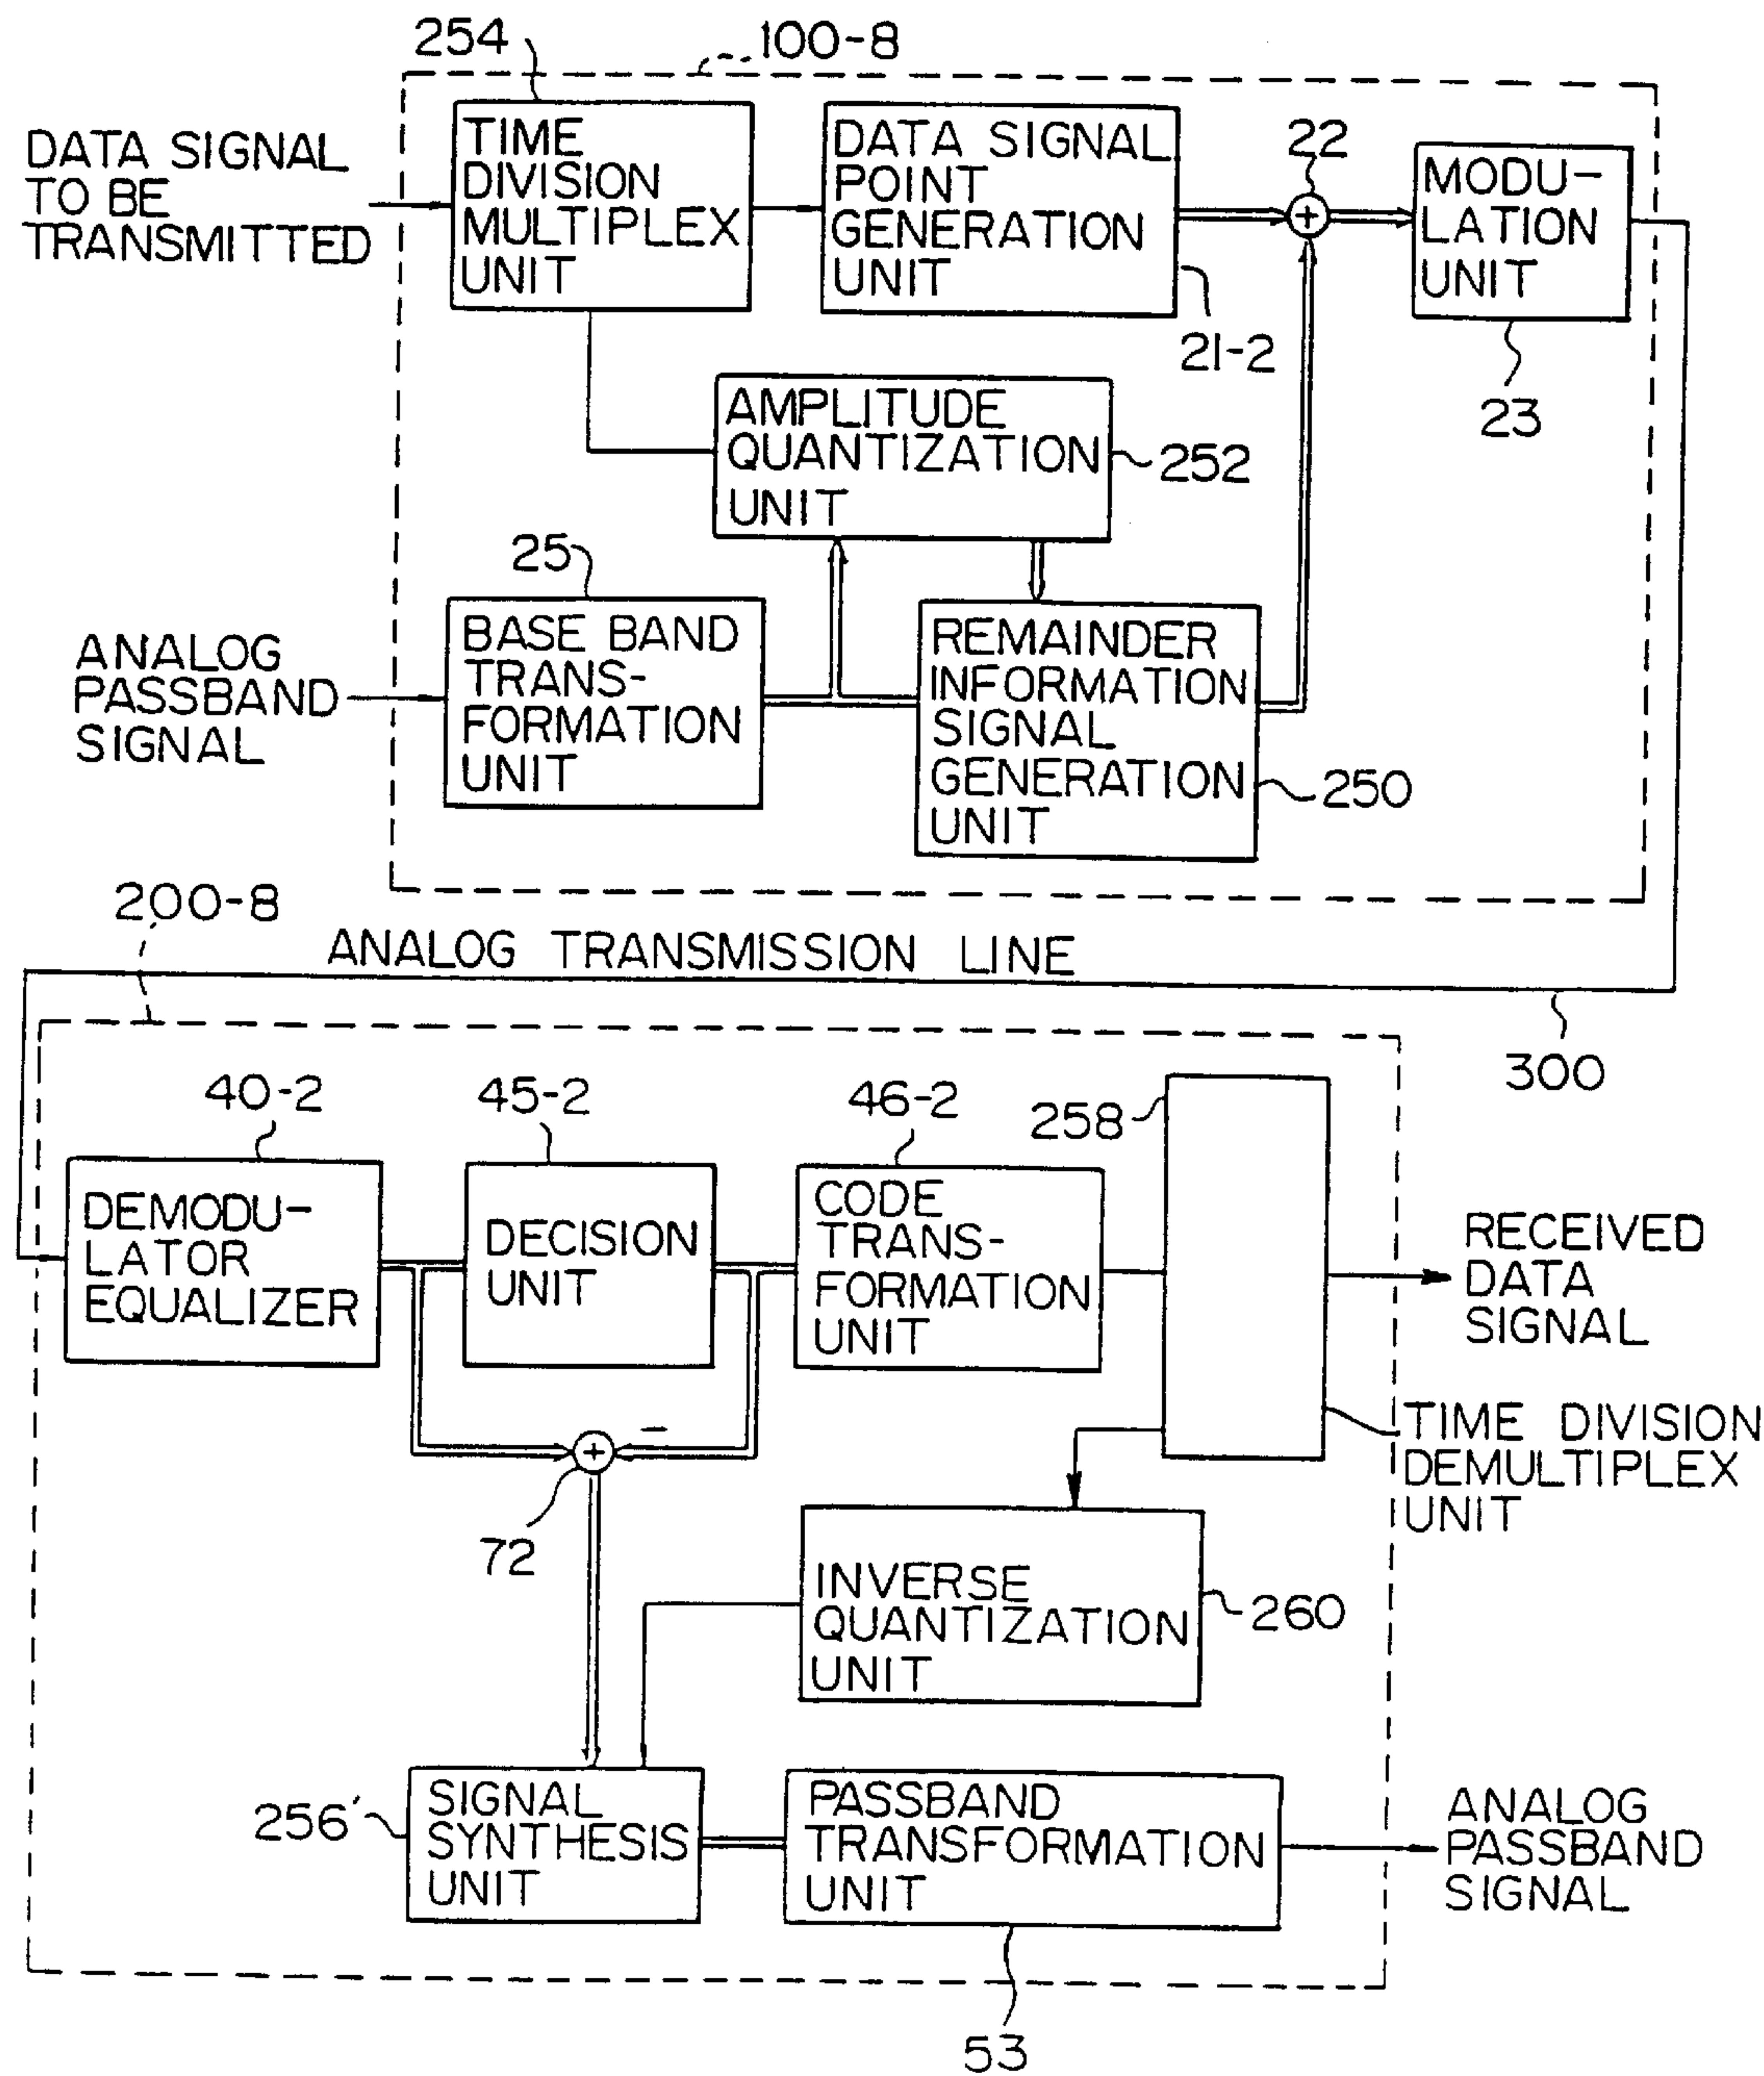 254
100-8
DATA SIGNAL
TO BE
TRANSMITTED
TIME
DIVISION
MULTIPLEX
UNIT
DATA SIGNAL
POINT
GENERATION
UNIT
21-2
22
MODU-
LATION
UNIT
23
AMPLITUDE
QUANTIZATION
UNIT
252
25
ANALOG
PASSBAND
SIGNAL
BASE BAND
TRANS-
FORMATION
UNIT
REMAINDER
INFORMATION
SIGNAL
GENERATION
UNIT
250
200-8
ANALOG TRANSMISSION LINE
300
40-2
45-2
46-2
258
DEMODU-
LATOR
EQUALIZER
DECISION
UNIT
CODE
TRANS-
FORMATION
UNIT
RECEIVED
DATA
SIGNAL
TIME DIVISION
DEMULTIPLEX
UNIT
+
+
−
72
INVERSE
QUANTIZATION
UNIT
260
256'
SIGNAL
SYNTHESIS
UNIT
PASSBAND
TRANSFORMATION
UNIT
ANALOG
PASSBAND
SIGNAL
53